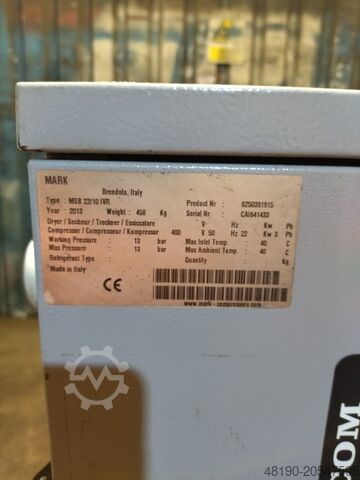 MARK
Brendola, Italy
Type : MSB 22/10 IVR Product Nr : 8250391915
Year : 2013 Weight : 458 Kg Serial Nr : CAI641433
Dryer / Secheur / Trockner / Essiccatore V Hz Kw Ph
Compressor / Compresseur / Kompressor 400 V 50 Hz 22 Kw 3 Ph
Working Pressure : 13 bar Max Inlet Temp : 40 C
Max Pressure : 13 bar Max Ambient Temp : 40 C
Refrigerant Type : Quantity : Kg
Made in Italy
CE
www.mark-compressors.com
COM